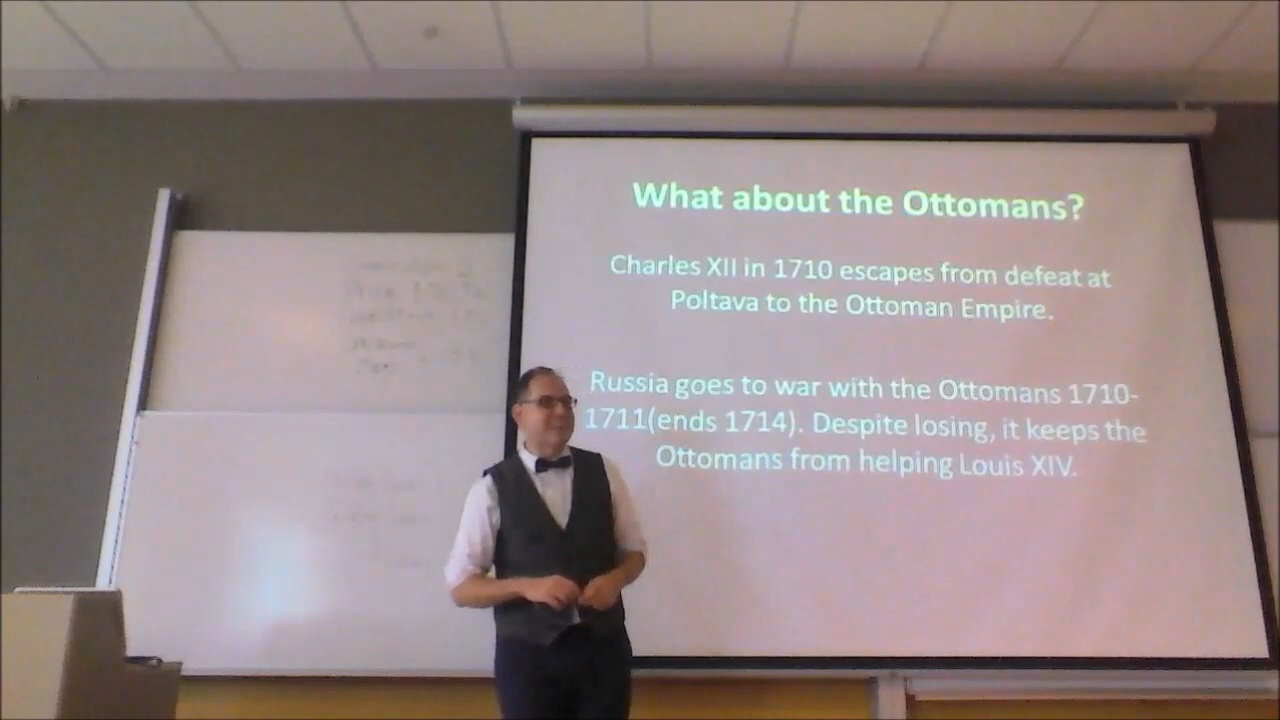 What about the Ottomans?
Charles XII in 1710 escapes from defeat at
Poltava to the Ottoman Empire.
Russia goes to war with the Ottomans 1710-
1711(ends 1714). Despite losing, it keeps the
Ottomans from helping Louis XIV.